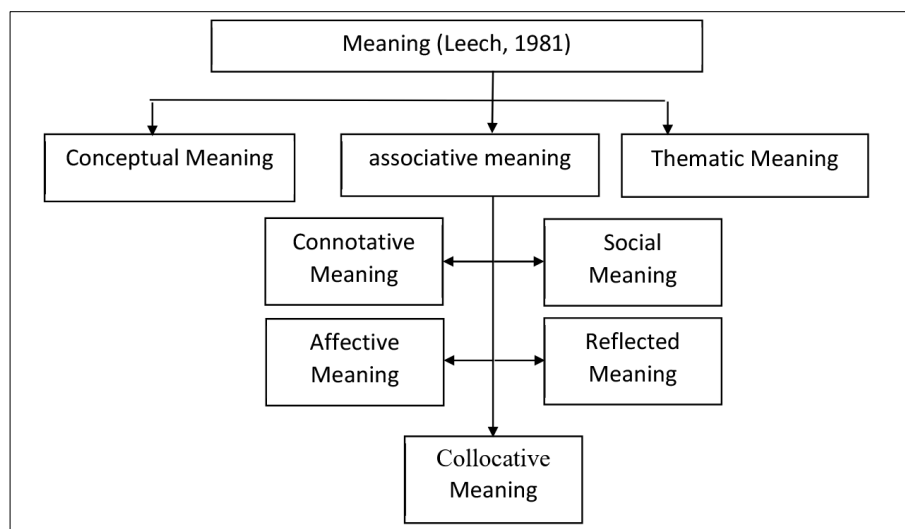 Meaning (Leech, 1981)
Conceptual Meaning
associative meaning
Thematic Meaning
Connotative
Meaning
Social
Meaning
Affective
Meaning
Reflected
Meaning
Collocative
Meaning